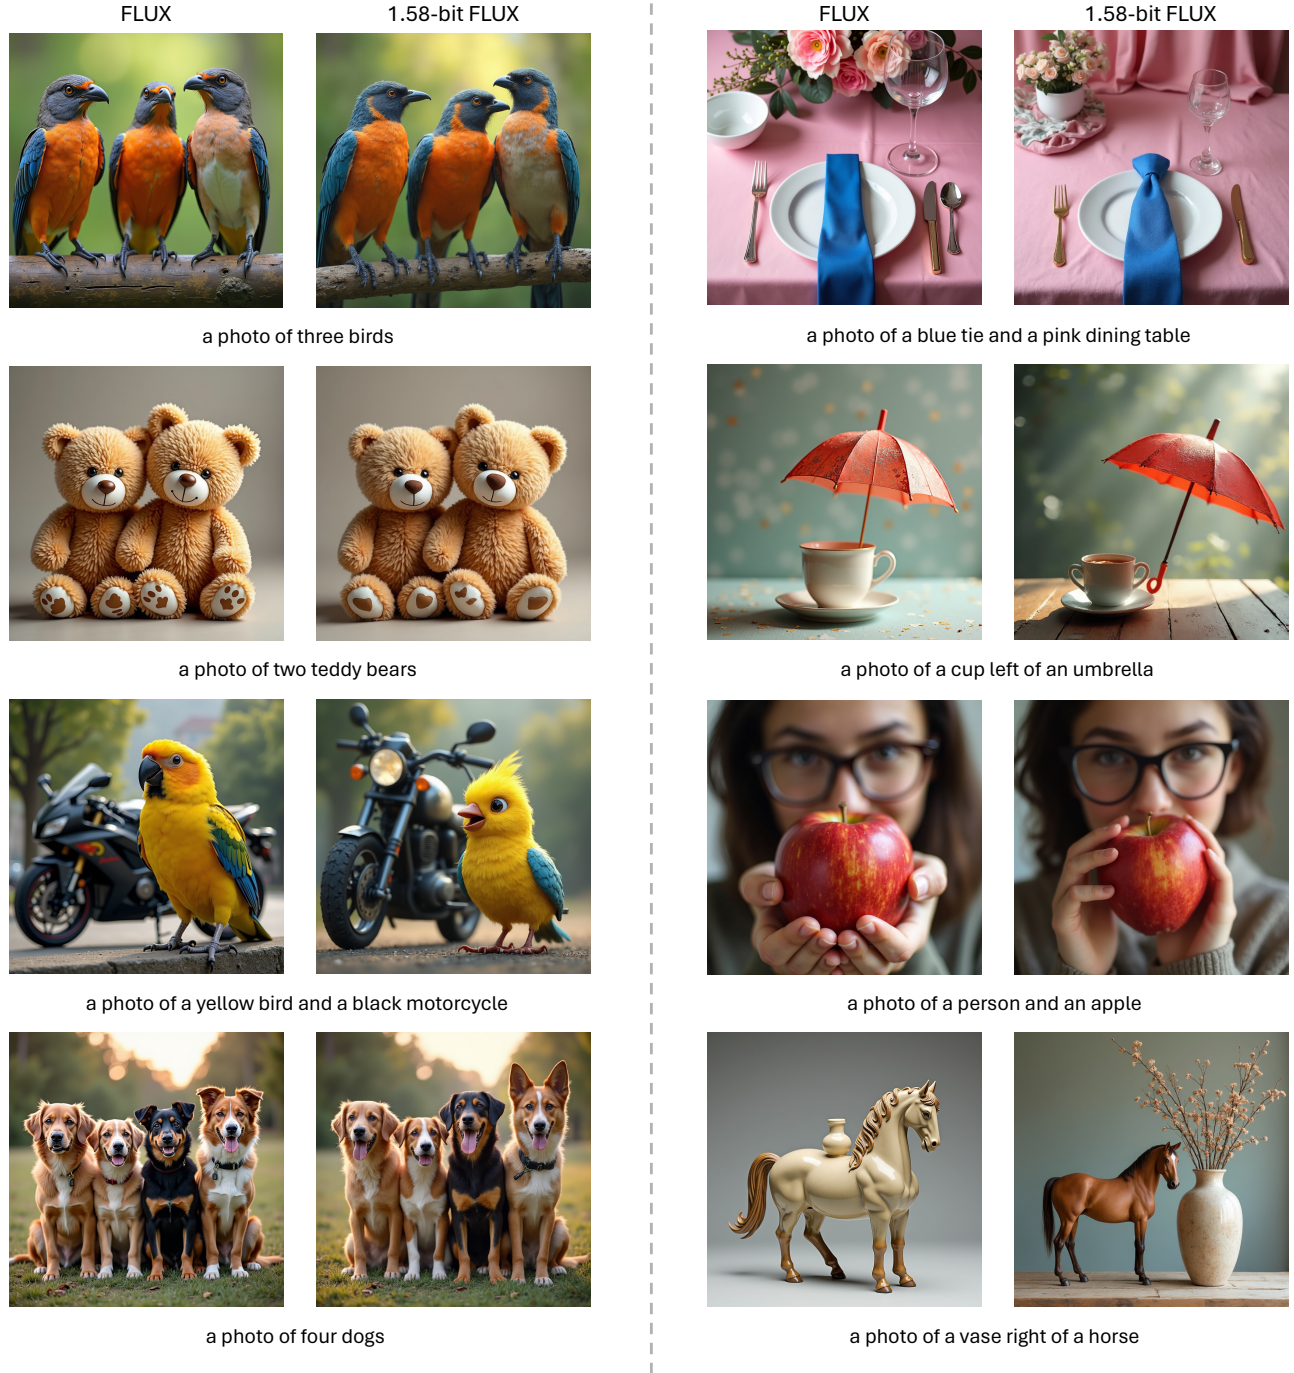 FLUX
1.58-bit FLUX
FLUX
1.58-bit FLUX
a photo of three birds
a photo of a blue tie and a pink dining table
a photo of two teddy bears
a photo of a cup left of an umbrella
a photo of a yellow bird and a black motorcycle
a photo of a person and an apple
a photo of four dogs
a photo of a vase right of a horse